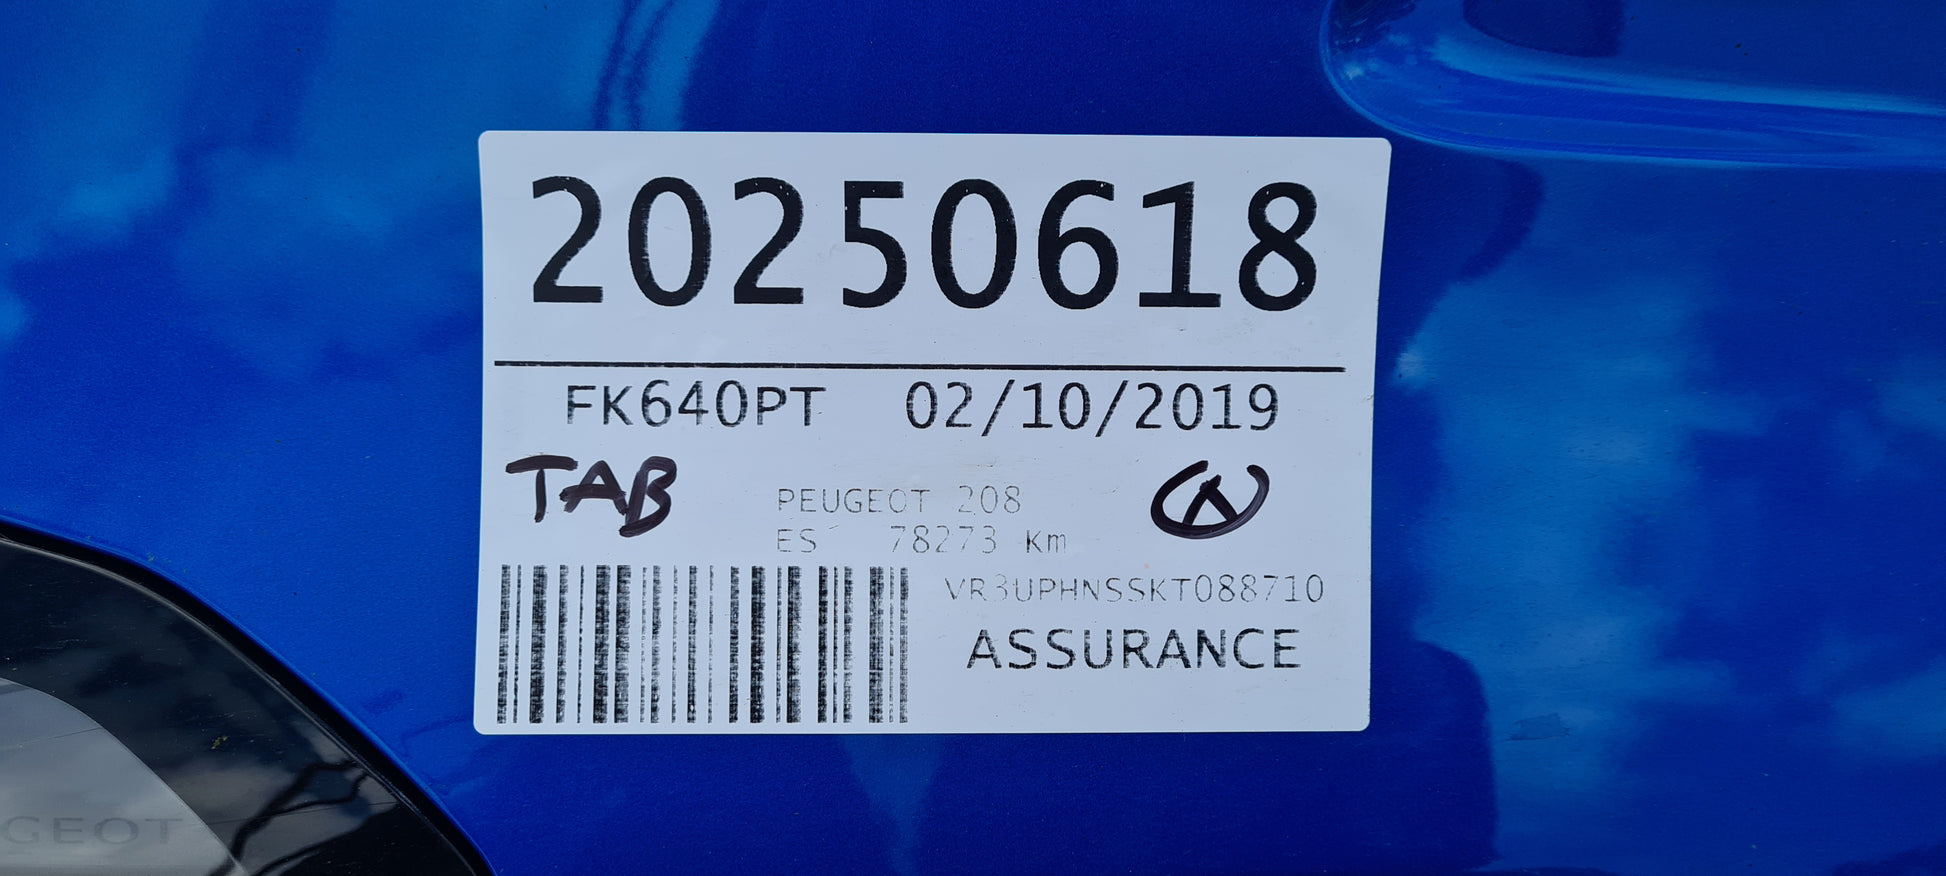 20250618
FK640PT 02/10/2019
TAB
PEUGEOT 208
ES 78273 Km
VR3UPHNSSKT088710
ASSURANCE
GEOT